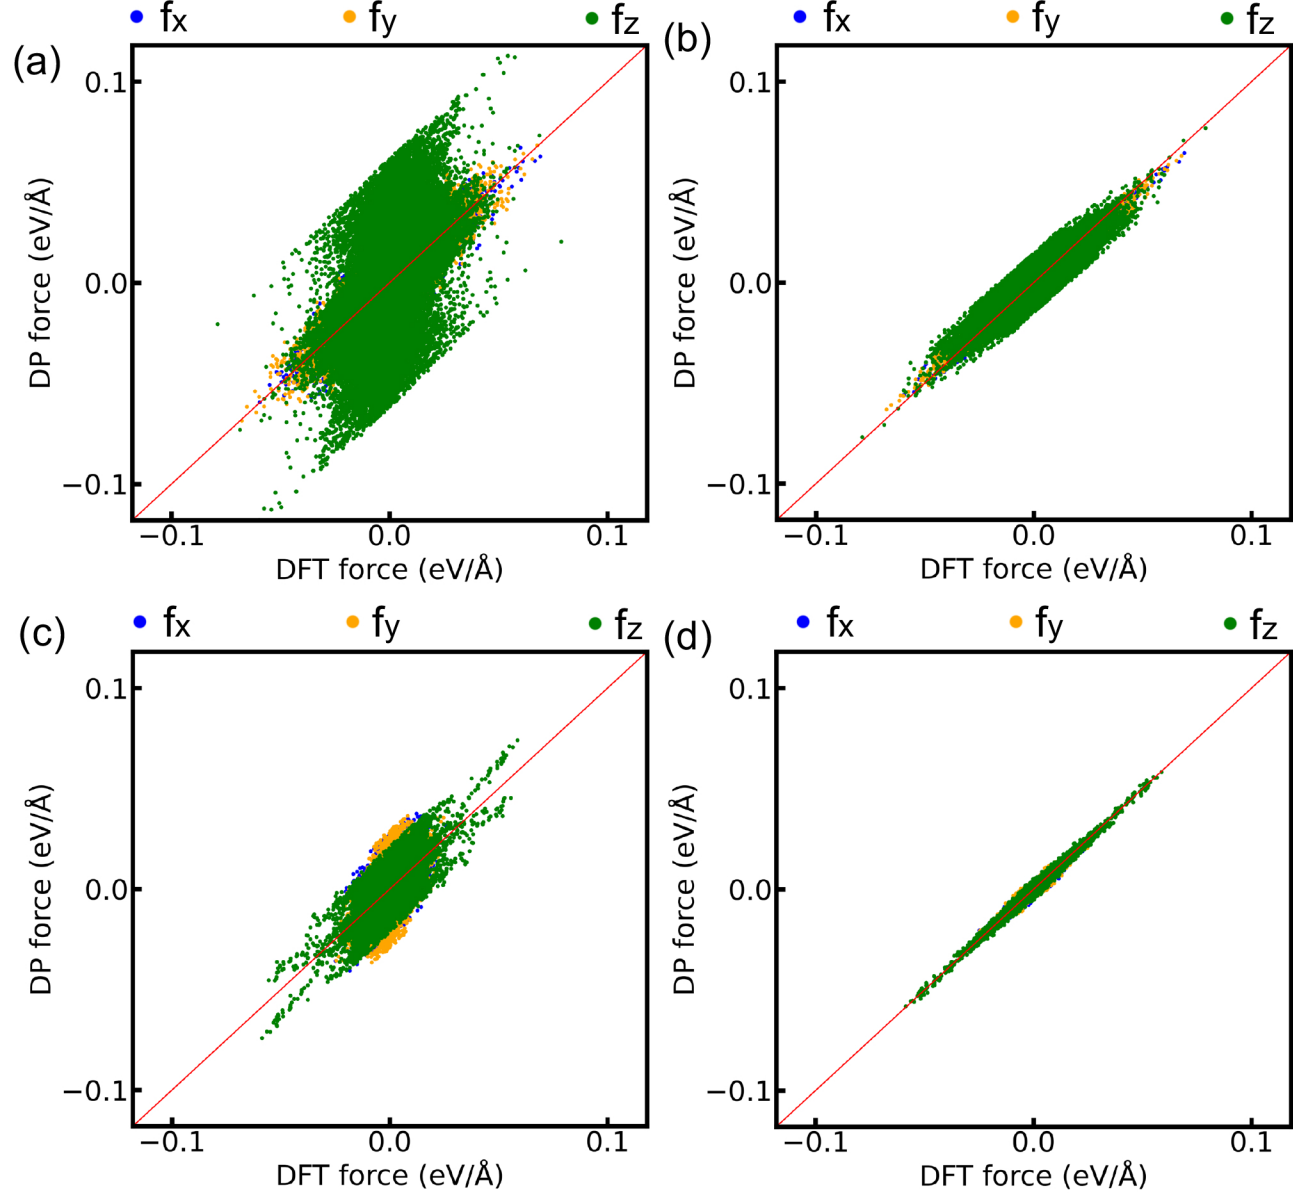 fx fy fz
(a)
0.1
0.0
−0.1
DP force (eV/Å)
−0.1 0.0 0.1
DFT force (eV/Å)
fx fy fz
(b)
0.1
0.0
−0.1
DP force (eV/Å)
−0.1 0.0 0.1
DFT force (eV/Å)
fx fy fz
(c)
0.1
0.0
−0.1
DP force (eV/Å)
−0.1 0.0 0.1
DFT force (eV/Å)
fx fy fz
(d)
0.1
0.0
−0.1
DP force (eV/Å)
−0.1 0.0 0.1
DFT force (eV/Å)